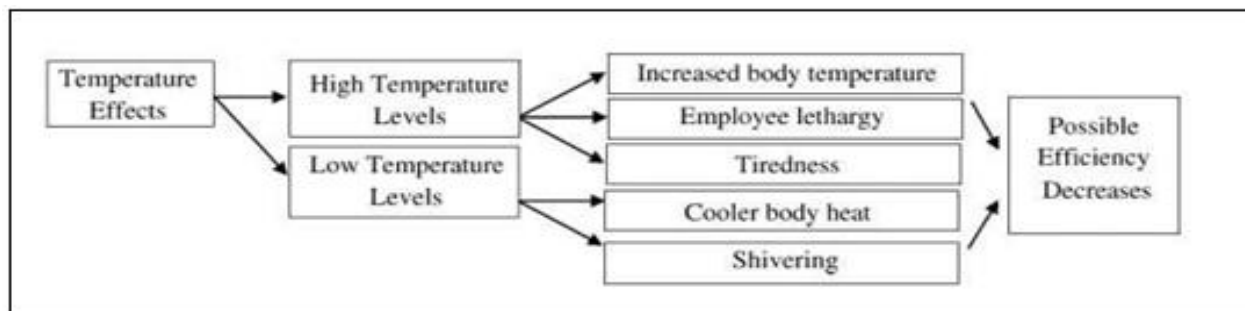 Temperature
Effects
High Temperature
Levels
Low Temperature
Levels
Increased body temperature
Employee lethargy
Tiredness
Cooler body heat
Shivering
Possible
Efficiency
Decreases